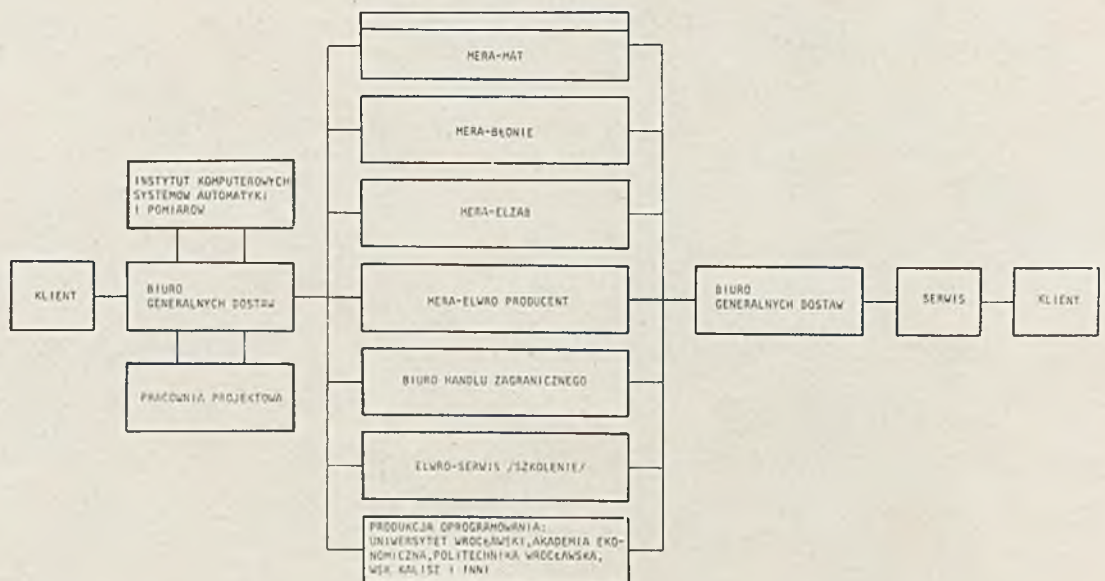 KLIENT
INSTYTUT KOMPUTEROWYCH
SYSTEMÓW AUTOMATYKI
I POMIARÓW
BIURO
GENERALNYCH DOSTAW
PRACOWNIA PROJEKTOWA
MERA-MAT
MERA-BŁONIE
MERA-ELZAB
MERA-ELWRO PRODUCENT
BIURO HANDLU ZAGRANICZNEGO
ELWRO-SERWIS /SZKOLENIE/
PRODUKCJA OPROGRAMOWANIA:
UNIWERSYTET WROCŁAWSKI, AKADEMIA EKO-
NOMICZNA, POLITECHNIKA WROCŁAWSKA,
WSK KALISZ I INNI
BIURO
GENERALNYCH DOSTAW
SERWIS
KLIENT